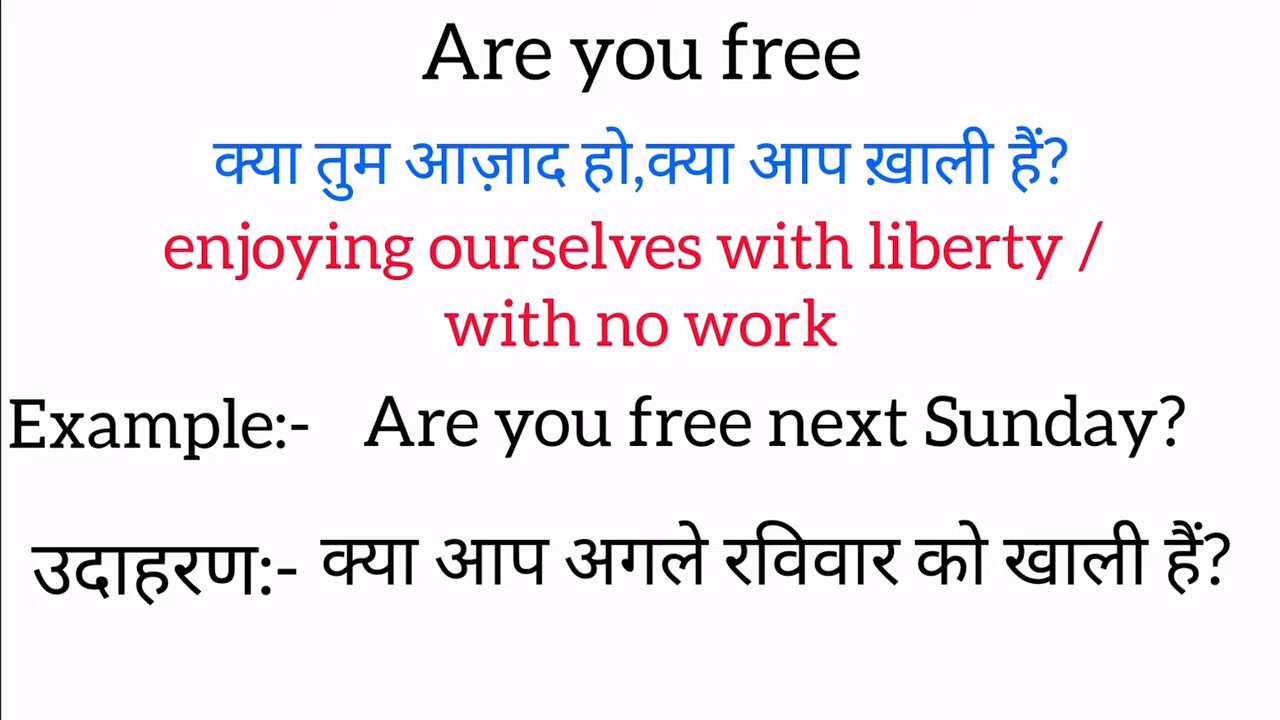 Are you free
क्या तुम आज़ाद हो,क्या आप ख़ाली हैं?
enjoying ourselves with liberty /
with no work
Example:- Are you free next Sunday?
उदाहरण:- क्या आप अगले रविवार को खाली हैं?